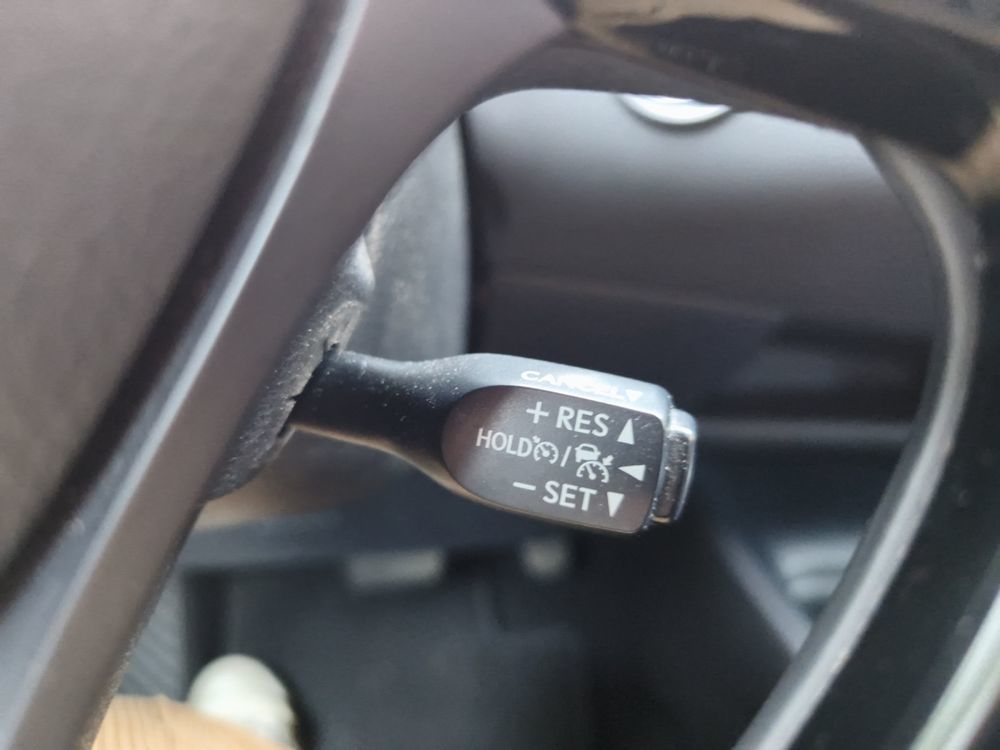 CANCEL
+ RES
HOLD /
− SET